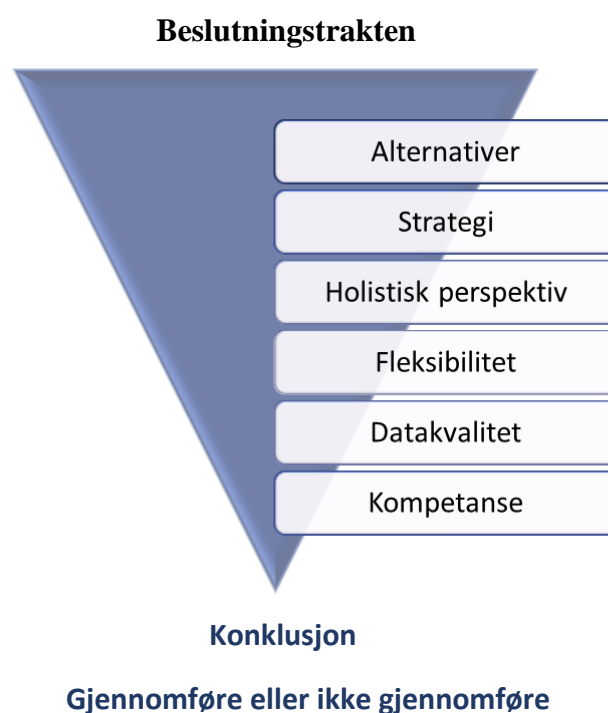 Beslutningstrakten
Alternativer
Strategi
Holistisk perspektiv
Fleksibilitet
Datakvalitet
Kompetanse
Konklusjon
Gjennomføre eller ikke gjennomføre